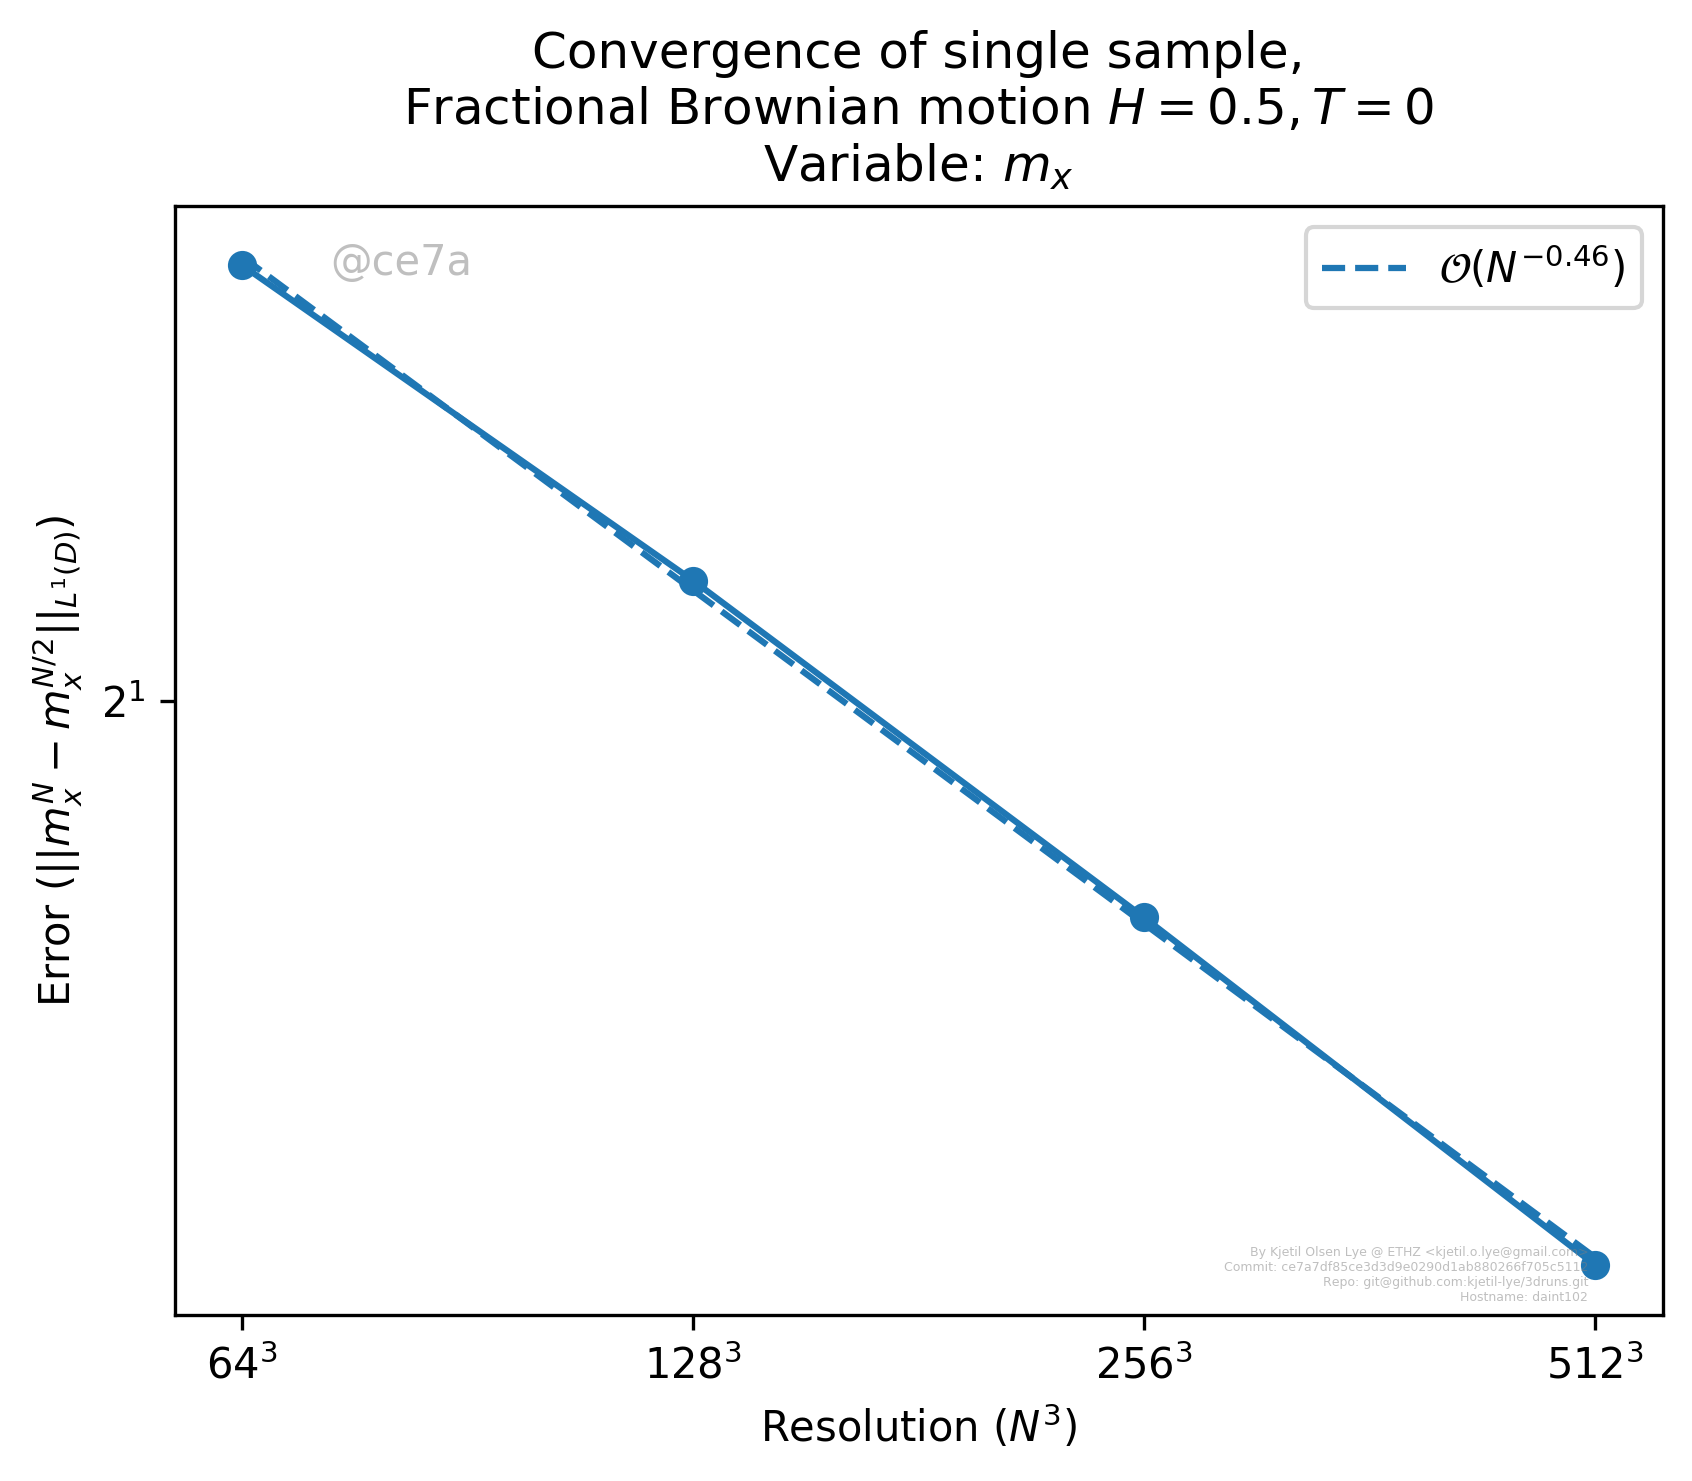 Convergence of single sample,
Fractional Brownian motion $H = 0.5, T = 0$
Variable: $m_x$
@ce7a
$\mathcal{O}(N^{-0.46})$
Error ($||m_x^N - m_x^{N/2}||_{L^1(D)}$)
$2^1$
By Kjetil Olsen Lye @ ETHZ <kjetil.o.lye@gmail.com>
Commit:
Repo: git@github.com:kjetil-lye/3druns.git
Hostname: daint102
$64^3$ $128^3$ $256^3$ $512^3$
Resolution ($N^3$)